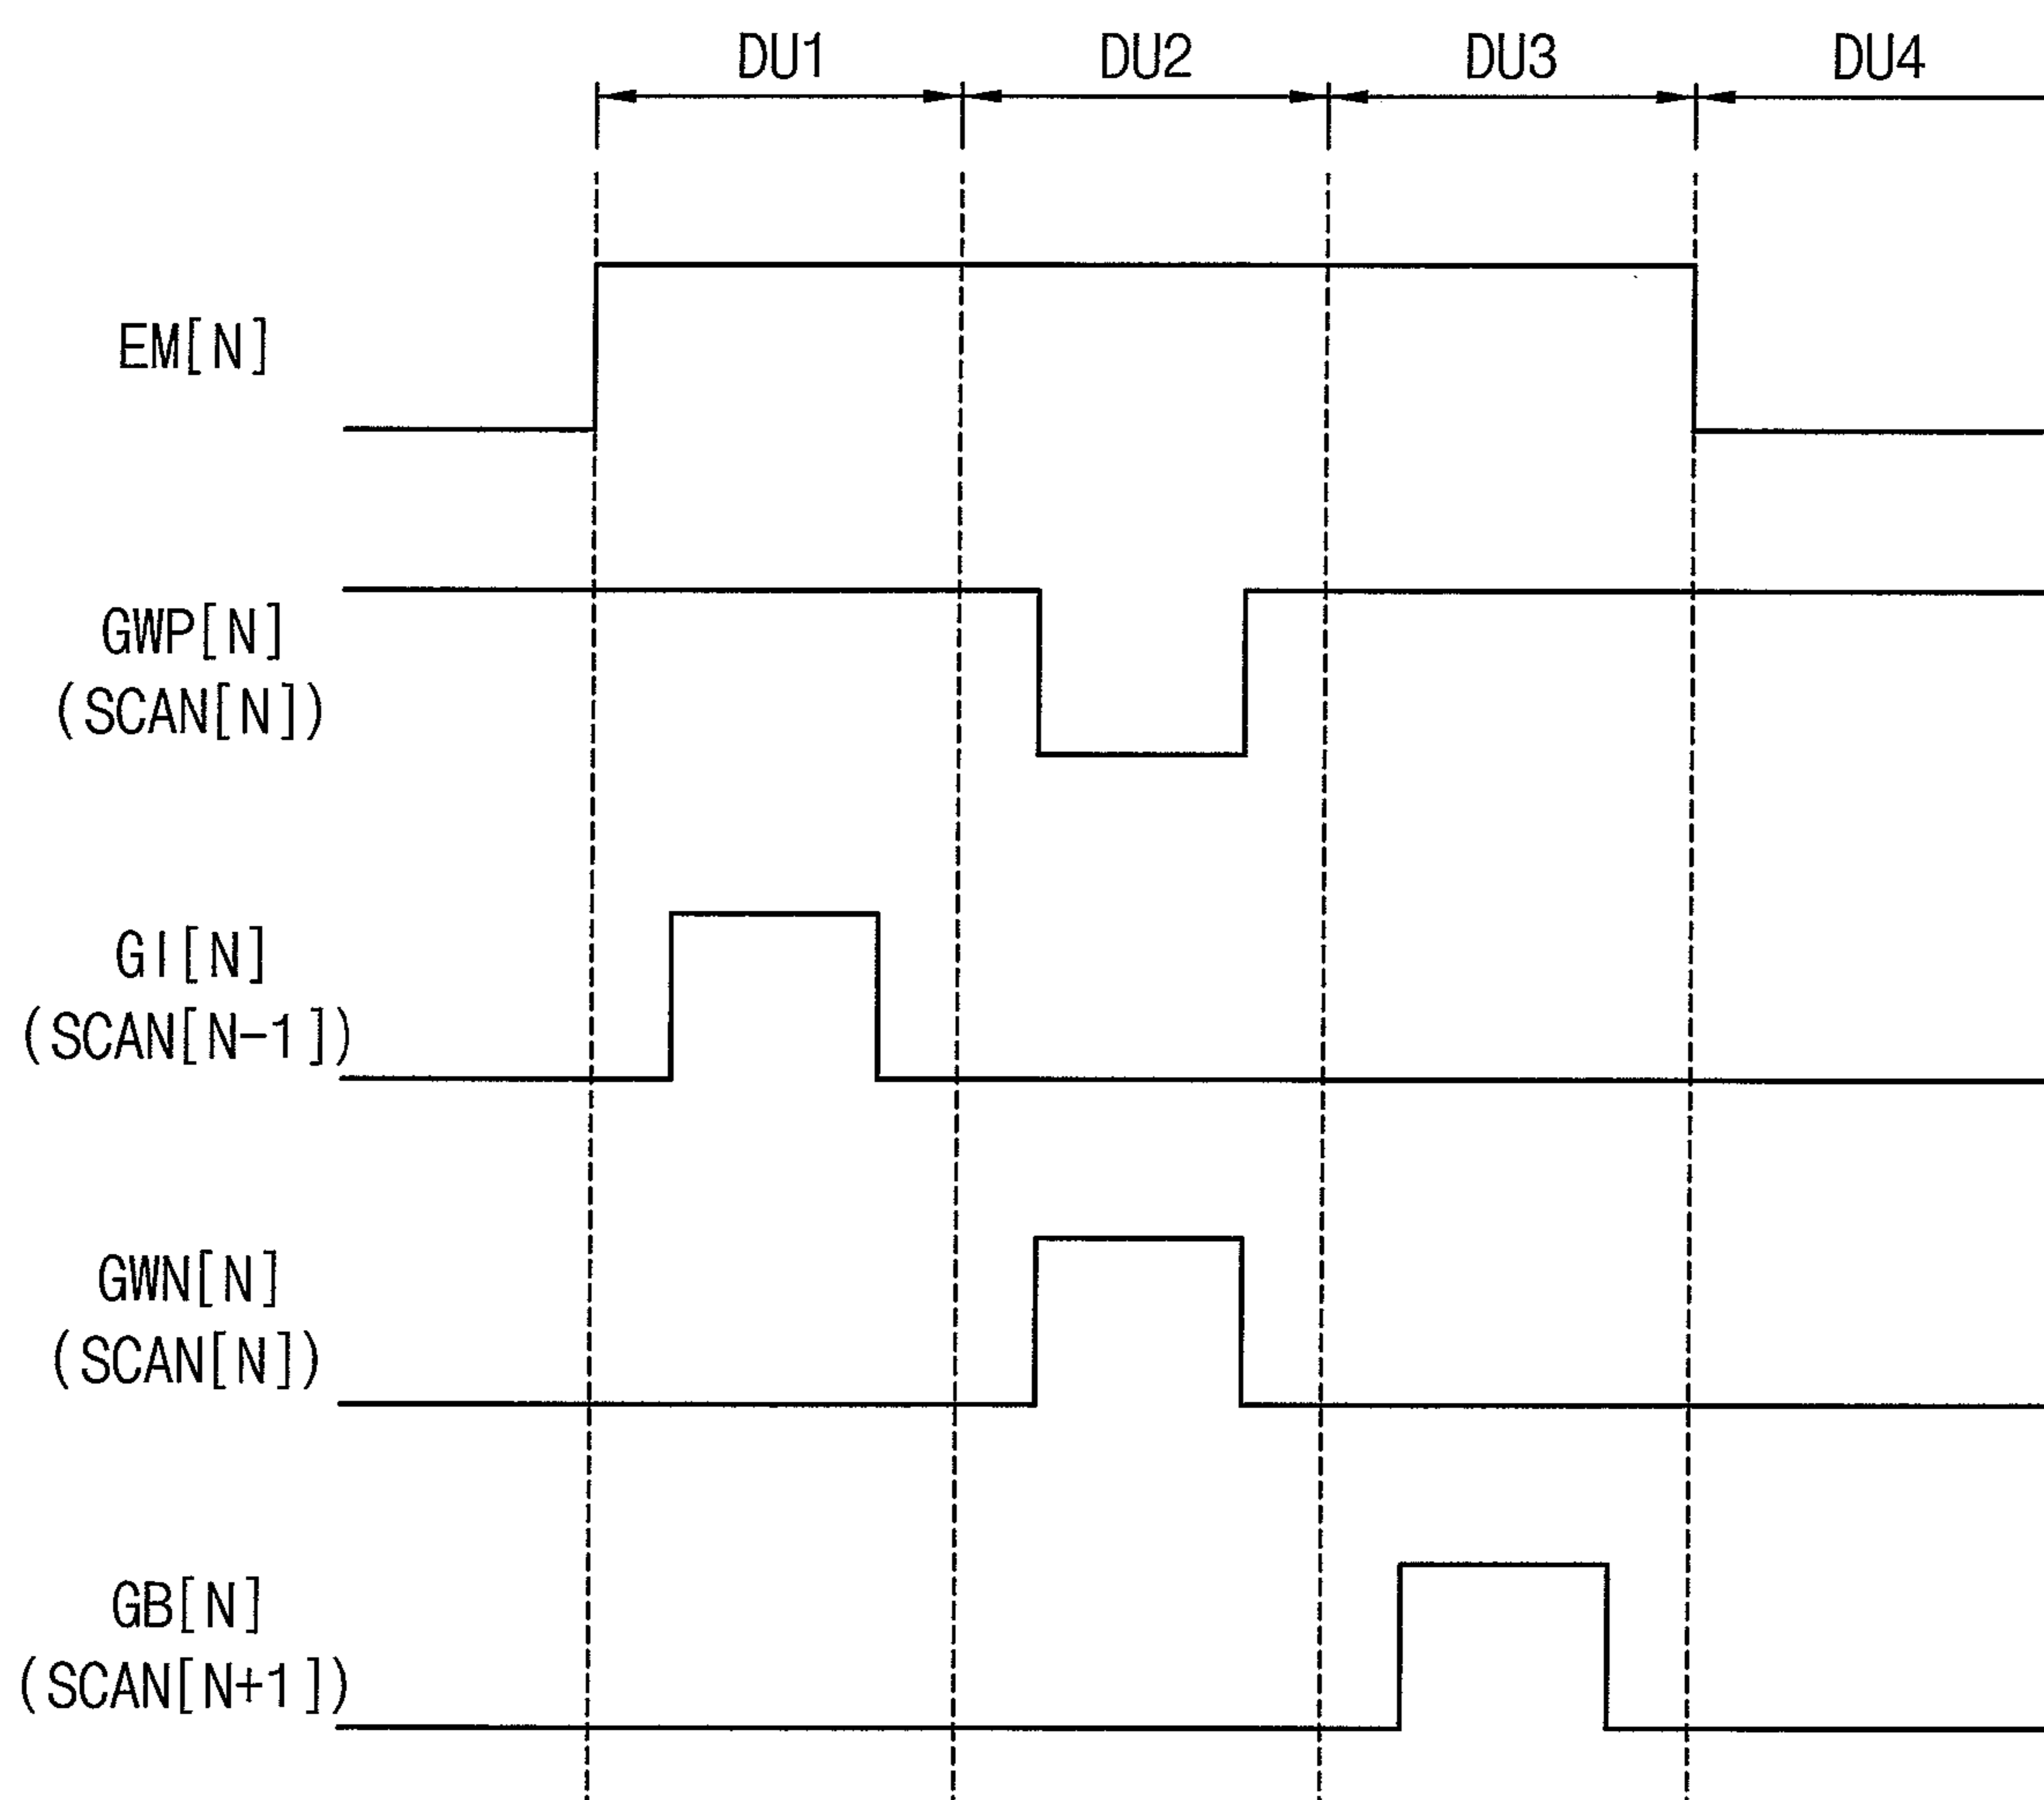 DU1 DU2 DU3 DU4
EM[N]
GWP[N]
(SCAN[N])
GI[N]
(SCAN[N-1])
GWN[N]
(SCAN[N])
GB[N]
(SCAN[N+1])